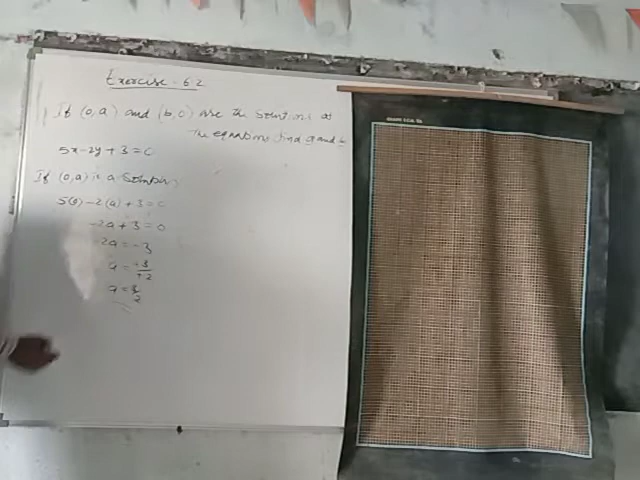 Exercise - 6.2
1) If (0,a) and (b,0) are the solutions of
the equations find a and b
5x-2y+3=0
If (0,a) is a solution,
5(0)-2(a)+3=0
-2a+3=0
-2a=-3
a=-3/-2
a=3/2